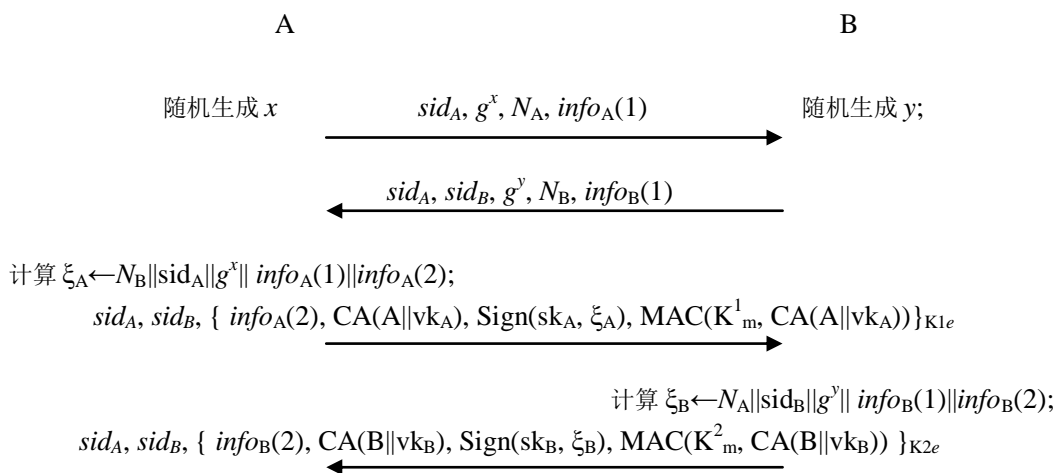 A B
随机生成 x sid_A, g^x, N_A, info_A(1) 随机生成 y;
sid_A, sid_B, g^y, N_B, info_B(1)
计算 ξ_A←N_B||sid_A||g^x|| info_A(1)||info_A(2);
sid_A, sid_B, { info_A(2), CA(A||vk_A), Sign(sk_A, ξ_A), MAC(K^1_m, CA(A||vk_A))}_K1e
计算 ξ_B←N_A||sid_B||g^y|| info_B(1)||info_B(2);
sid_A, sid_B, { info_B(2), CA(B||vk_B), Sign(sk_B, ξ_B), MAC(K^2_m, CA(B||vk_B)) }_K2e